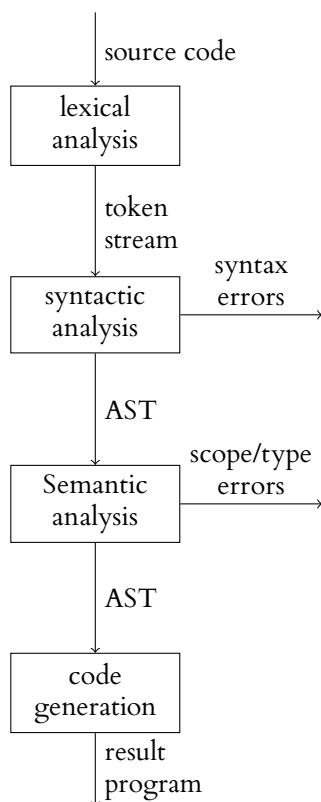 source code
lexical
analysis
token
stream
syntactic
analysis
syntax
errors
AST
Semantic
analysis
scope/type
errors
AST
code
generation
result
program